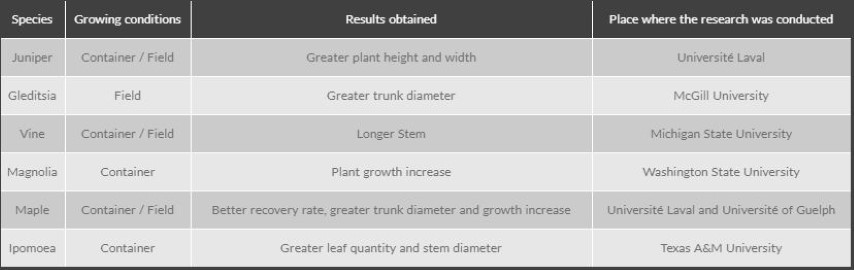 Species Growing conditions Results obtained Place where the research was conducted
Juniper Container / Field Greater plant height and width Université Laval
Gleditsia Field Greater trunk diameter McGill University
Vine Container / Field Longer Stem Michigan State University
Magnolia Container Plant growth increase Washington State University
Maple Container / Field Better recovery rate, greater trunk diameter and growth increase Université Laval and Université of Guelph
Ipomoea Container Greater leaf quantity and stem diameter Texas A&M University